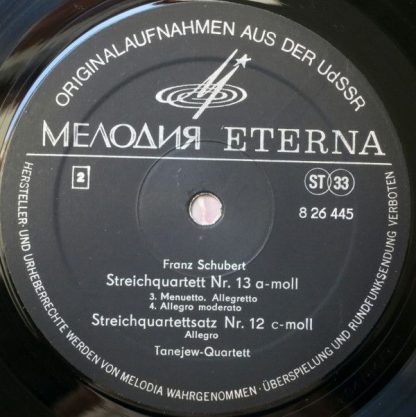 ORIGINALAUFNAHMEN AUS DER UdSSR
МЕЛОДИЯ ETERNA
2
ST 33
8 26 445
Franz Schubert
Streichquartett Nr. 13 a-moll
3. Menuetto. Allegretto
4. Allegro moderato
Streichquartettsatz Nr. 12 c-moll
Allegro
Tanejew-Quartett
HERSTELLER- UND URHEBERRECHTE WERDEN VON MELODIA WAHRGENOMMEN · ÜBERSPIELUNG UND RUNDFUNKSENDUNG VERBOTEN